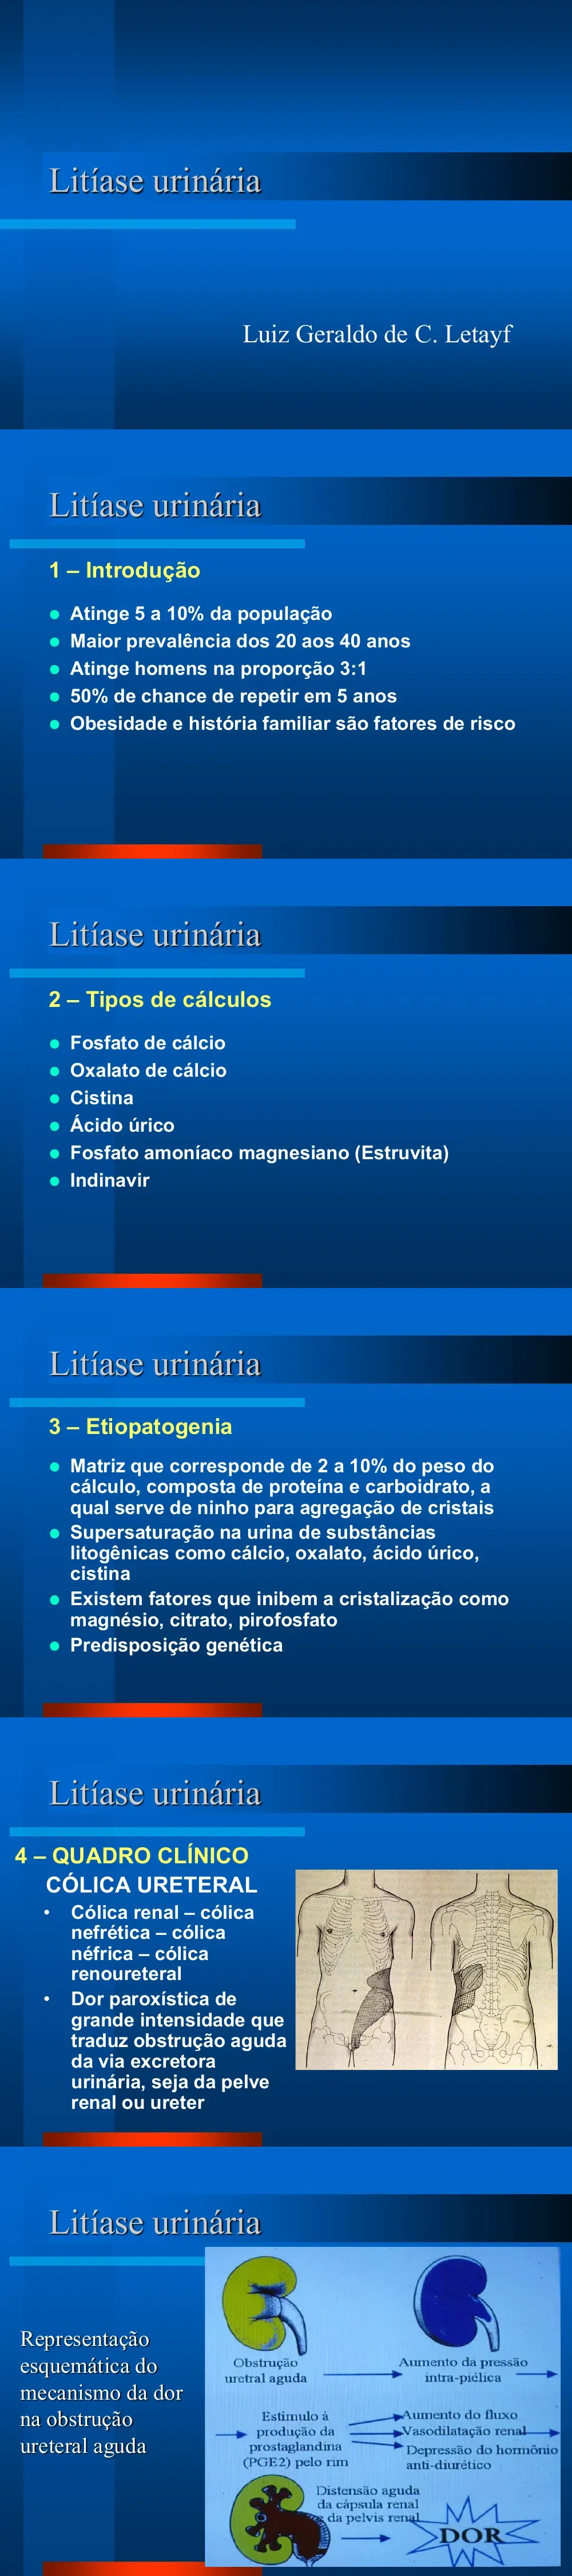 Litíase urinária
Luiz Geraldo de C. Letayf
Litíase urinária
1 – Introdução
Atinge 5 a 10% da população
Maior prevalência dos 20 aos 40 anos
Atinge homens na proporção 3:1
50% de chance de repetir em 5 anos
Obesidade e história familiar são fatores de risco
Litíase urinária
2 – Tipos de cálculos
Fosfato de cálcio
Oxalato de cálcio
Cistina
Ácido úrico
Fosfato amoníaco magnesiano (Estruvita)
Indinavir
Litíase urinária
3 – Etiopatogenia
Matriz que corresponde de 2 a 10% do peso do
cálculo, composta de proteína e carboidrato, a
qual serve de ninho para agregação de cristais
Supersaturação na urina de substâncias
litogênicas como cálcio, oxalato, ácido úrico,
cistina
Existem fatores que inibem a cristalização como
magnésio, citrato, pirofosfato
Predisposição genética
Litíase urinária
4 – QUADRO CLÍNICO
CÓLICA URETERAL
• Cólica renal – cólica
nefrética – cólica
néfrica – cólica
renoureteral
• Dor paroxística de
grande intensidade que
traduz obstrução aguda
da via excretora
urinária, seja da pelve
renal ou ureter
Litíase urinária
Representação
esquemática do
mecanismo da dor
na obstrução
ureteral aguda
Obstrução
uretral aguda
Aumento da pressão
intra-piélica
Estimulo à
produção da
prostaglandina
(PGE2) pelo rim
Aumento do fluxo
Vasodilatação renal
Depressão do hormônio
anti-diurético
Distensão aguda
da cápsula renal
e da pelvis renal
DOR